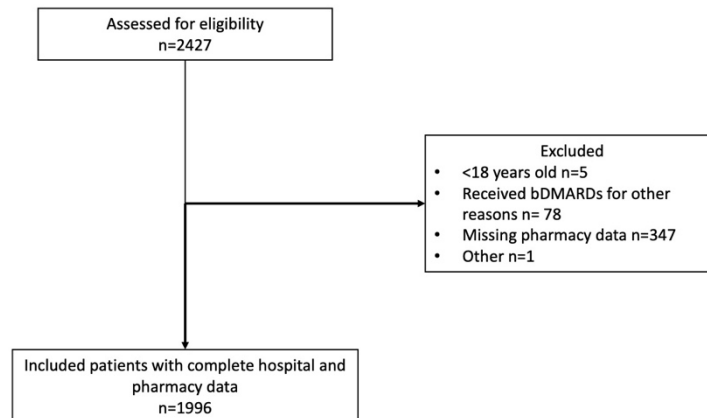 Assessed for eligibility
n=2427
Excluded
• <18 years old n=5
• Received bDMARDs for other
reasons n= 78
• Missing pharmacy data n=347
• Other n=1
Included patients with complete hospital and
pharmacy data
n=1996